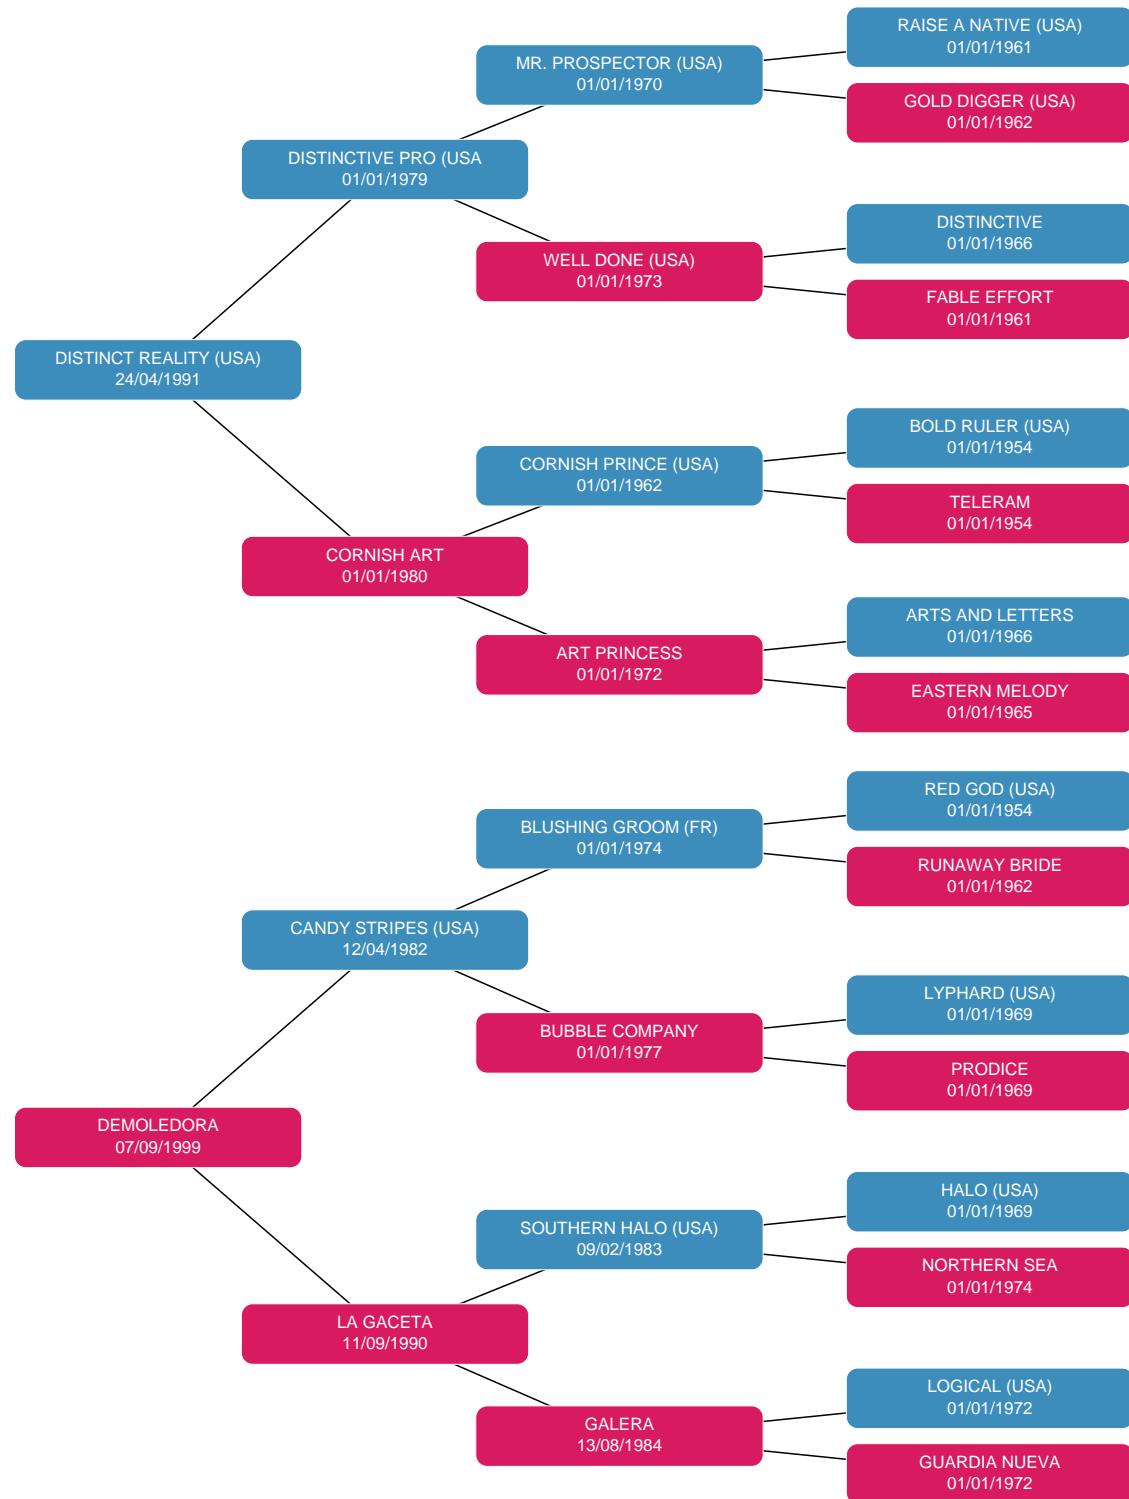 RAISE A NATIVE (USA)
01/01/1961
MR. PROSPECTOR (USA)
01/01/1970
GOLD DIGGER (USA)
01/01/1962
DISTINCTIVE PRO (USA
01/01/1979
DISTINCTIVE
01/01/1966
WELL DONE (USA)
01/01/1973
FABLE EFFORT
01/01/1961
DISTINCT REALITY (USA)
24/04/1991
BOLD RULER (USA)
01/01/1954
CORNISH PRINCE (USA)
01/01/1962
TELERAM
01/01/1954
CORNISH ART
01/01/1980
ARTS AND LETTERS
01/01/1966
ART PRINCESS
01/01/1972
EASTERN MELODY
01/01/1965
RED GOD (USA)
01/01/1954
BLUSHING GROOM (FR)
01/01/1974
RUNAWAY BRIDE
01/01/1962
CANDY STRIPES (USA)
12/04/1982
LYPHARD (USA)
01/01/1969
BUBBLE COMPANY
01/01/1977
PRODICE
01/01/1969
DEMOLEDORA
07/09/1999
HALO (USA)
01/01/1969
SOUTHERN HALO (USA)
09/02/1983
NORTHERN SEA
01/01/1974
LA GACETA
11/09/1990
LOGICAL (USA)
01/01/1972
GALERA
13/08/1984
GUARDIA NUEVA
01/01/1972